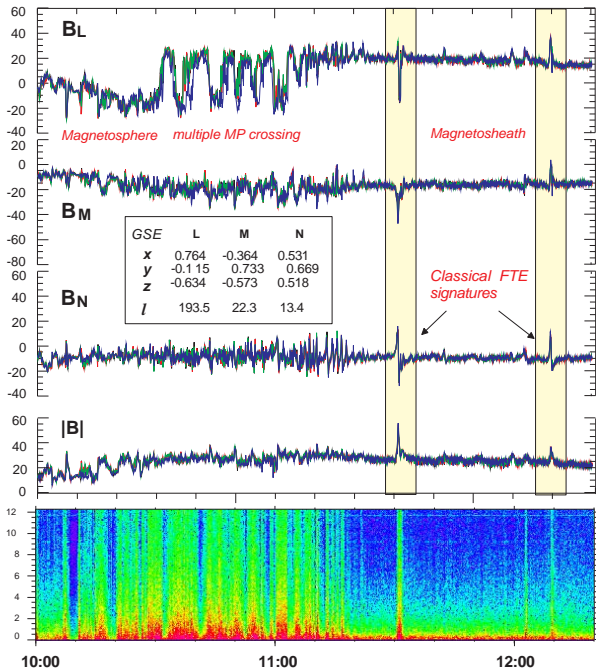 B_L
60
40
20
0
-20
-40
Magnetosphere multiple MP crossing Magnetosheath
20
0
-20
-40
-60
-80
B_M
GSE L M N
x 0.764 -0.364 0.531
y -0.1 15 0.733 0.669
z -0.634 -0.573 0.518
l 193.5 22.3 13.4
Classical FTE
signatures
B_N
80
60
40
20
0
-20
-40
|B|
60
40
20
0
12
10
8
6
4
2
0
10:00 11:00 12:00